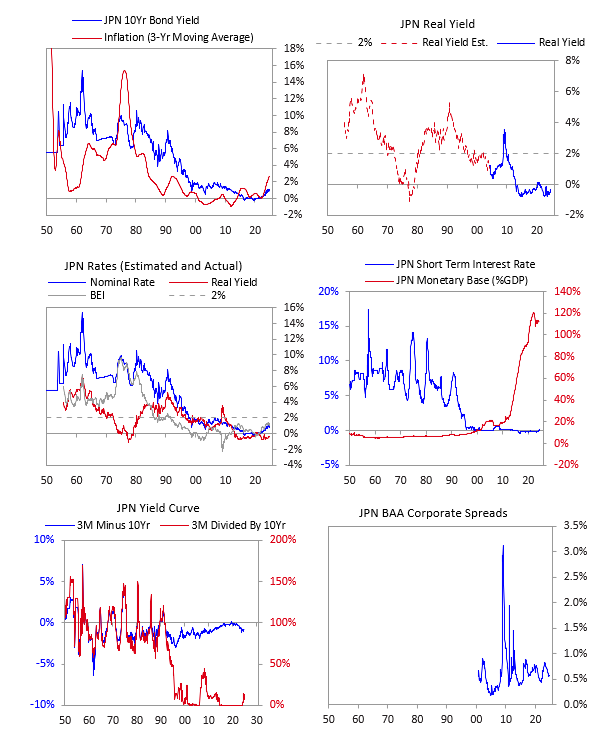 JPN 10Yr Bond Yield
Inflation (3-Yr Moving Average)
18%
16%
14%
12%
10%
8%
6%
4%
2%
0%
-2%
50 60 70 80 90 00 10 20
JPN Real Yield
2% Real Yield Est. Real Yield
8%
6%
4%
2%
0%
-2%
50 60 70 80 90 00 10 20
JPN Rates (Estimated and Actual)
Nominal Rate Real Yield
BEI 2%
16%
14%
12%
10%
8%
6%
4%
2%
0%
-2%
-4%
50 60 70 80 90 00 10 20
JPN Short Term Interest Rate
JPN Monetary Base (%GDP)
20% 140%
15% 120%
100%
10% 80%
60%
5% 40%
20%
0% 0%
-5% -20%
50 60 70 80 90 00 10 20
JPN Yield Curve
3M Minus 10Yr 3M Divided By 10Yr
10% 200%
5% 150%
0% 100%
-5% 50%
-10% 0%
50 60 70 80 90 00 10 20 30
JPN BAA Corporate Spreads
3.5%
3.0%
2.5%
2.0%
1.5%
1.0%
0.5%
0.0%
50 60 70 80 90 00 10 20